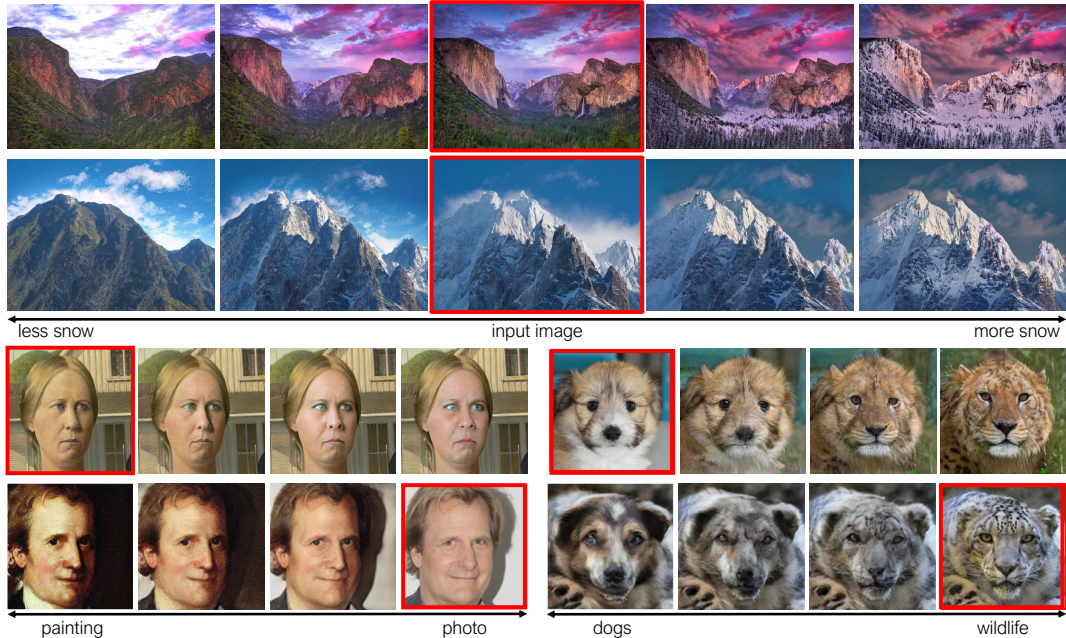 less snow
input image
more snow
painting
photo
dogs
wildlife